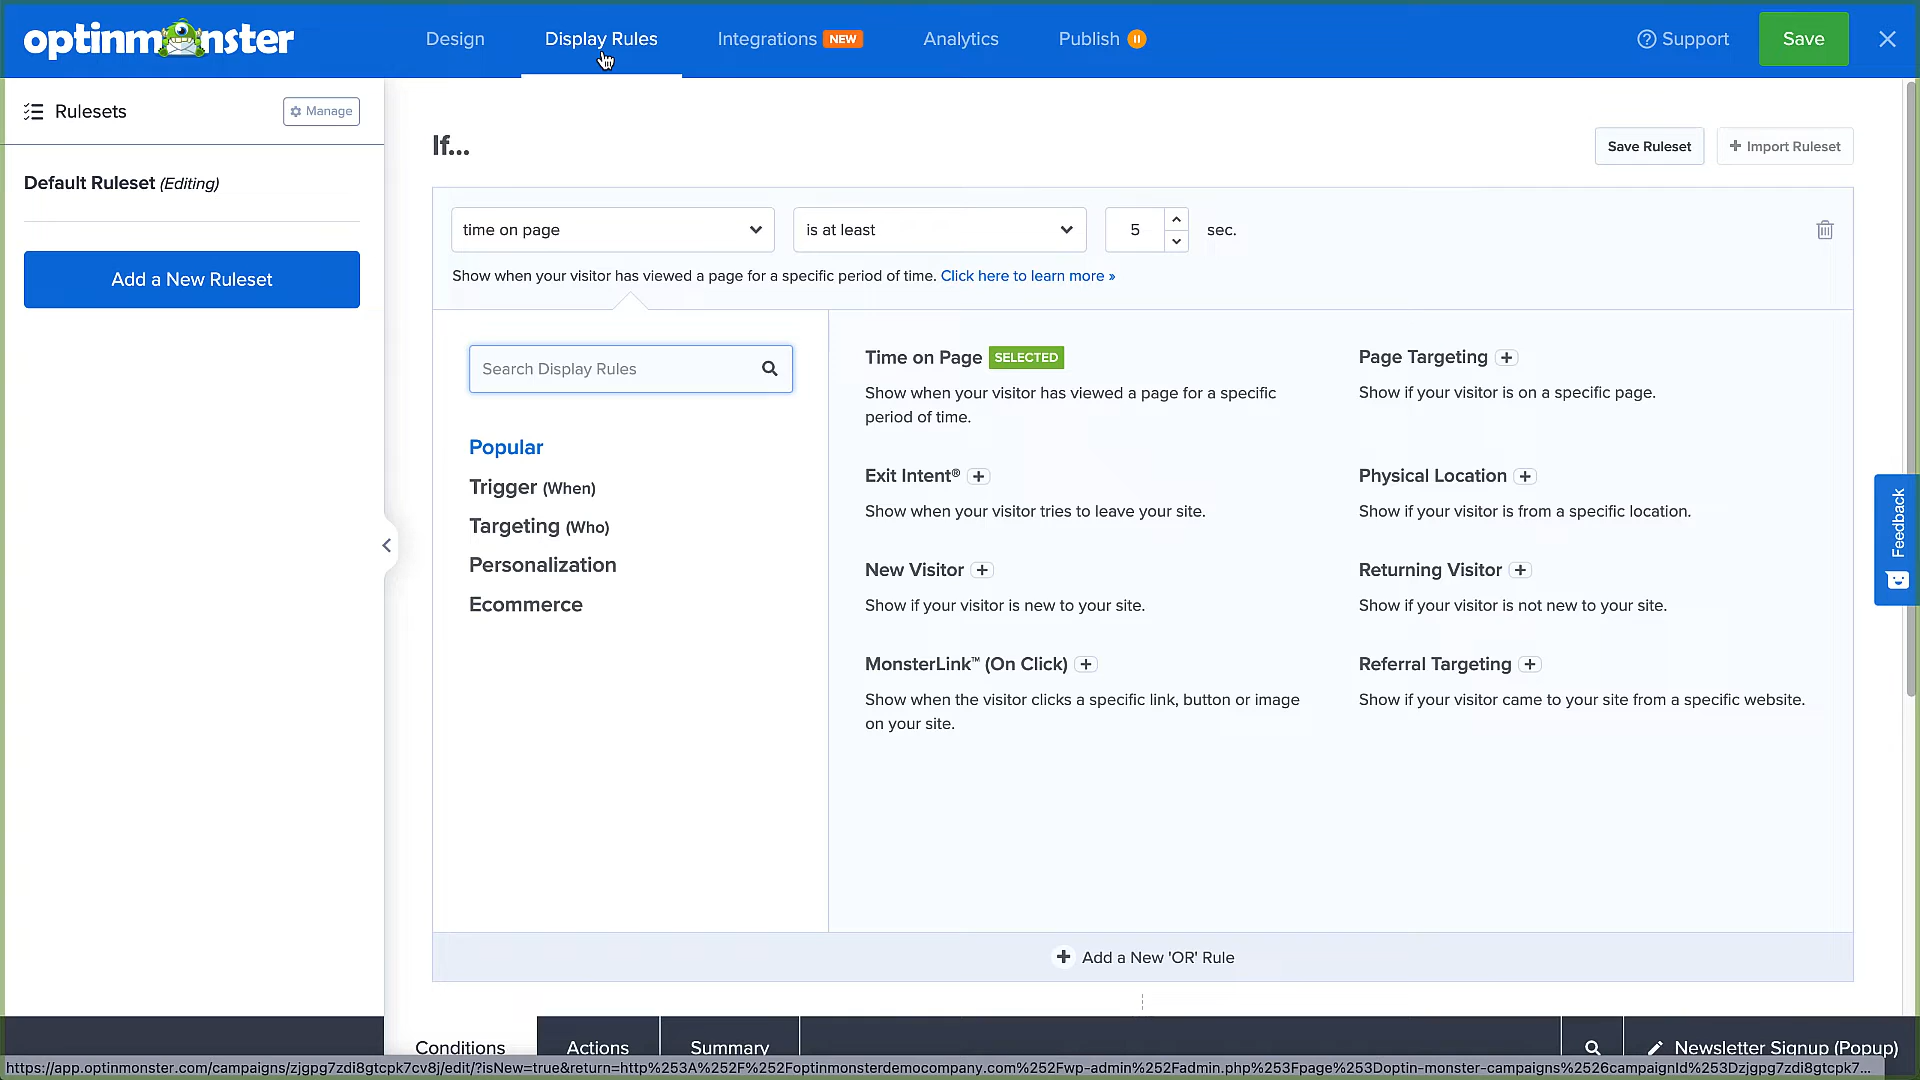 optinmonster
Design
Display Rules
Integrations NEW
Analytics
Publish
Support
Save
Rulesets
Manage
If...
Save Ruleset
Import Ruleset
Default Ruleset (Editing)
Add a New Ruleset
time on page
is at least
5
sec.
Show when your visitor has viewed a page for a specific period of time. Click here to learn more »
Search Display Rules
Popular
Trigger (When)
Targeting (Who)
Personalization
Ecommerce
Time on Page SELECTED
Show when your visitor has viewed a page for a specific
period of time.
Page Targeting
Show if your visitor is on a specific page.
Exit Intent®
Show when your visitor tries to leave your site.
Physical Location
Show if your visitor is from a specific location.
New Visitor
Show if your visitor is new to your site.
Returning Visitor
Show if your visitor is not new to your site.
MonsterLink™ (On Click)
Show when the visitor clicks a specific link, button or image
on your site.
Referral Targeting
Show if your visitor came to your site from a specific website.
Feedback
Add a New 'OR' Rule
Conditions
Actions
Summary
Newsletter Signup (Popup)
https://app.optinmonster.com/campaigns/zjgpg7zdi8gtcpk7cv8j/edit/?isNew=true&return=http%253A%252F%252Foptinmonsterdemocompany.com%252Fwp-admin%252Fadmin.php%253Fpage%253Doptin-monster-campaigns%2526campaignId%253Dzjgpg7zdi8gtcpk7...